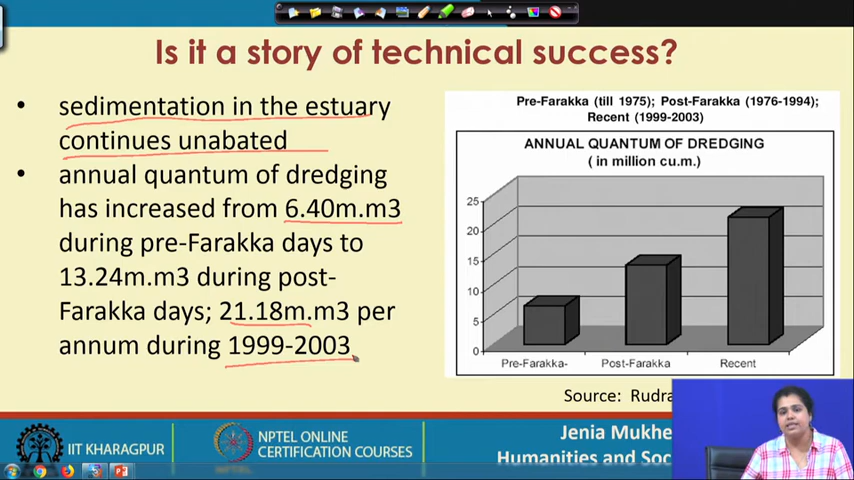 Is it a story of technical success?
• sedimentation in the estuary
continues unabated
• annual quantum of dredging
has increased from 6.40m.m3
during pre-Farakka days to
13.24m.m3 during post-
Farakka days; 21.18m.m3 per
annum during 1999-2003
Pre-Farakka (till 1975); Post-Farakka (1976-1994);
Recent (1999-2003)
ANNUAL QUANTUM OF DREDGING
( in million cu.m.)
25
20
15
10
5
0
Pre-Farakka-
Post-Farakka
Recent
Source: Rudra
IIT KHARAGPUR
NPTEL ONLINE
CERTIFICATION COURSES
Jenia Mukhe
Humanities and Soc